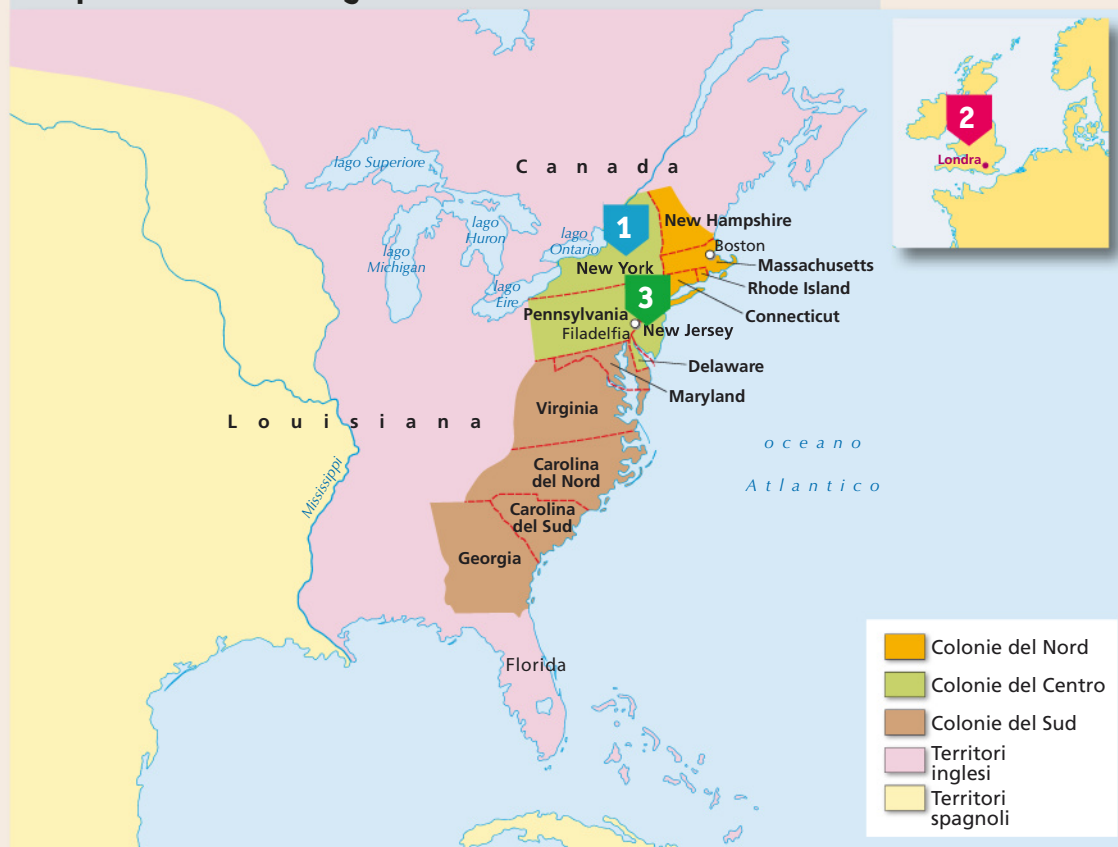 lago Superiore
C a n a d a
lago
Huron
lago
Michigan
lago
Ontario
lago
Eire
1
New Hampshire
Boston
New York
Massachusetts
Rhode Island
3
Connecticut
Pennsylvania
Filadelfia
New Jersey
Delaware
Maryland
L o u i s i a n a
Virginia
Mississippi
Carolina
del Nord
Carolina
del Sud
Georgia
Florida
oceano
Atlantico
2
Londra
Colonie del Nord
Colonie del Centro
Colonie del Sud
Territori
inglesi
Territori
spagnoli